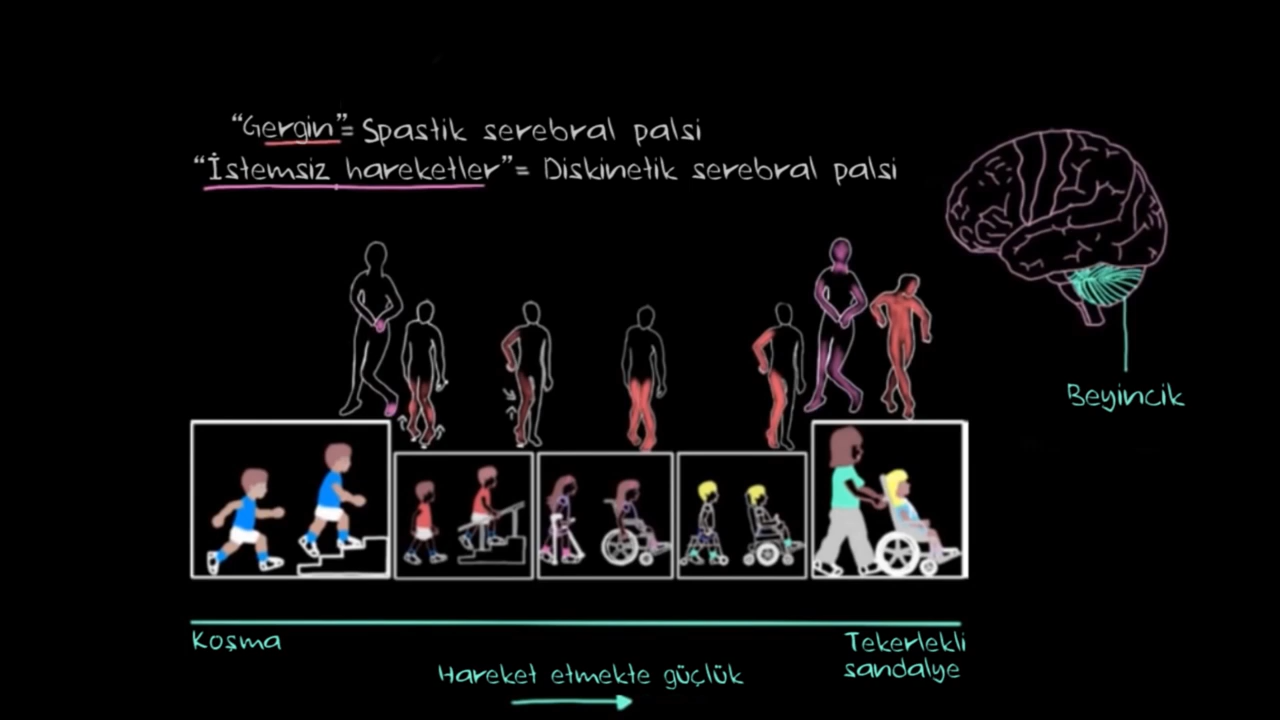 "Gergin"= Spastik serebral palsi
"İstemsiz hareketler"= Diskinetik serebral palsi
Beyincik
Koşma
Tekerlekli
sandalye
Hareket etmekte güçlük